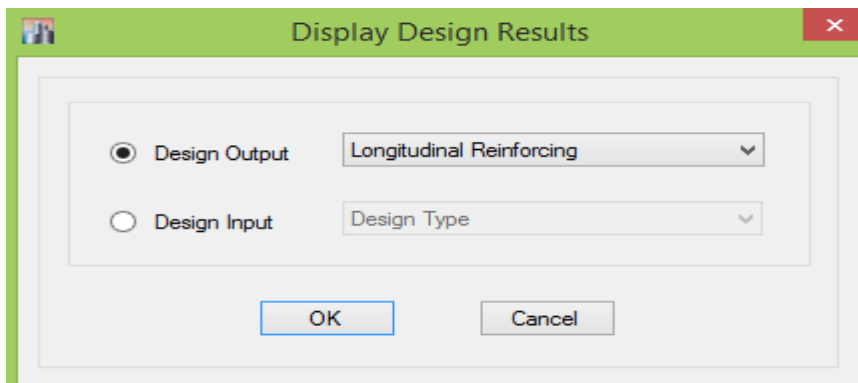 Display Design Results
Design Output Longitudinal Reinforcing
Design Input Design Type
OK Cancel